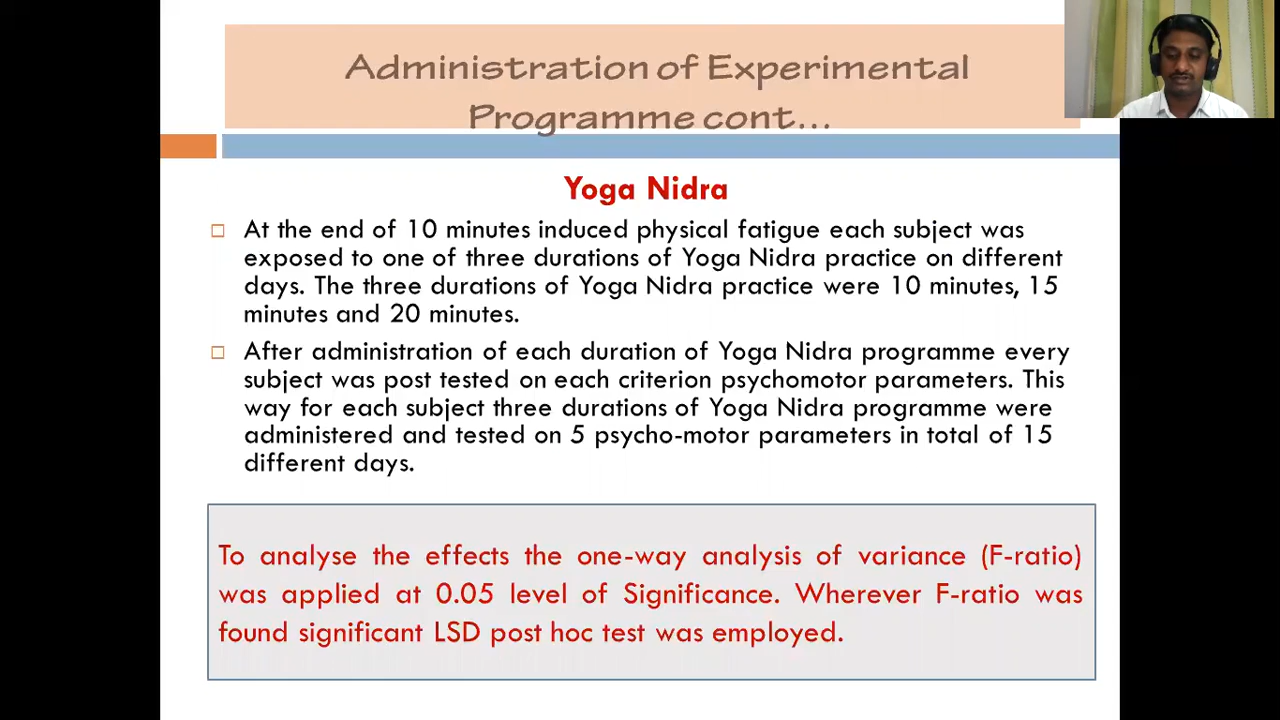 Administration of Experimental
Programme cont...
Yoga Nidra
At the end of 10 minutes induced physical fatigue each subject was
exposed to one of three durations of Yoga Nidra practice on different
days. The three durations of Yoga Nidra practice were 10 minutes, 15
minutes and 20 minutes.
After administration of each duration of Yoga Nidra programme every
subject was post tested on each criterion psychomotor parameters. This
way for each subject three durations of Yoga Nidra programme were
administered and tested on 5 psycho-motor parameters in total of 15
different days.
To analyse the effects the one-way analysis of variance (F-ratio)
was applied at 0.05 level of Significance. Wherever F-ratio was
found significant LSD post hoc test was employed.